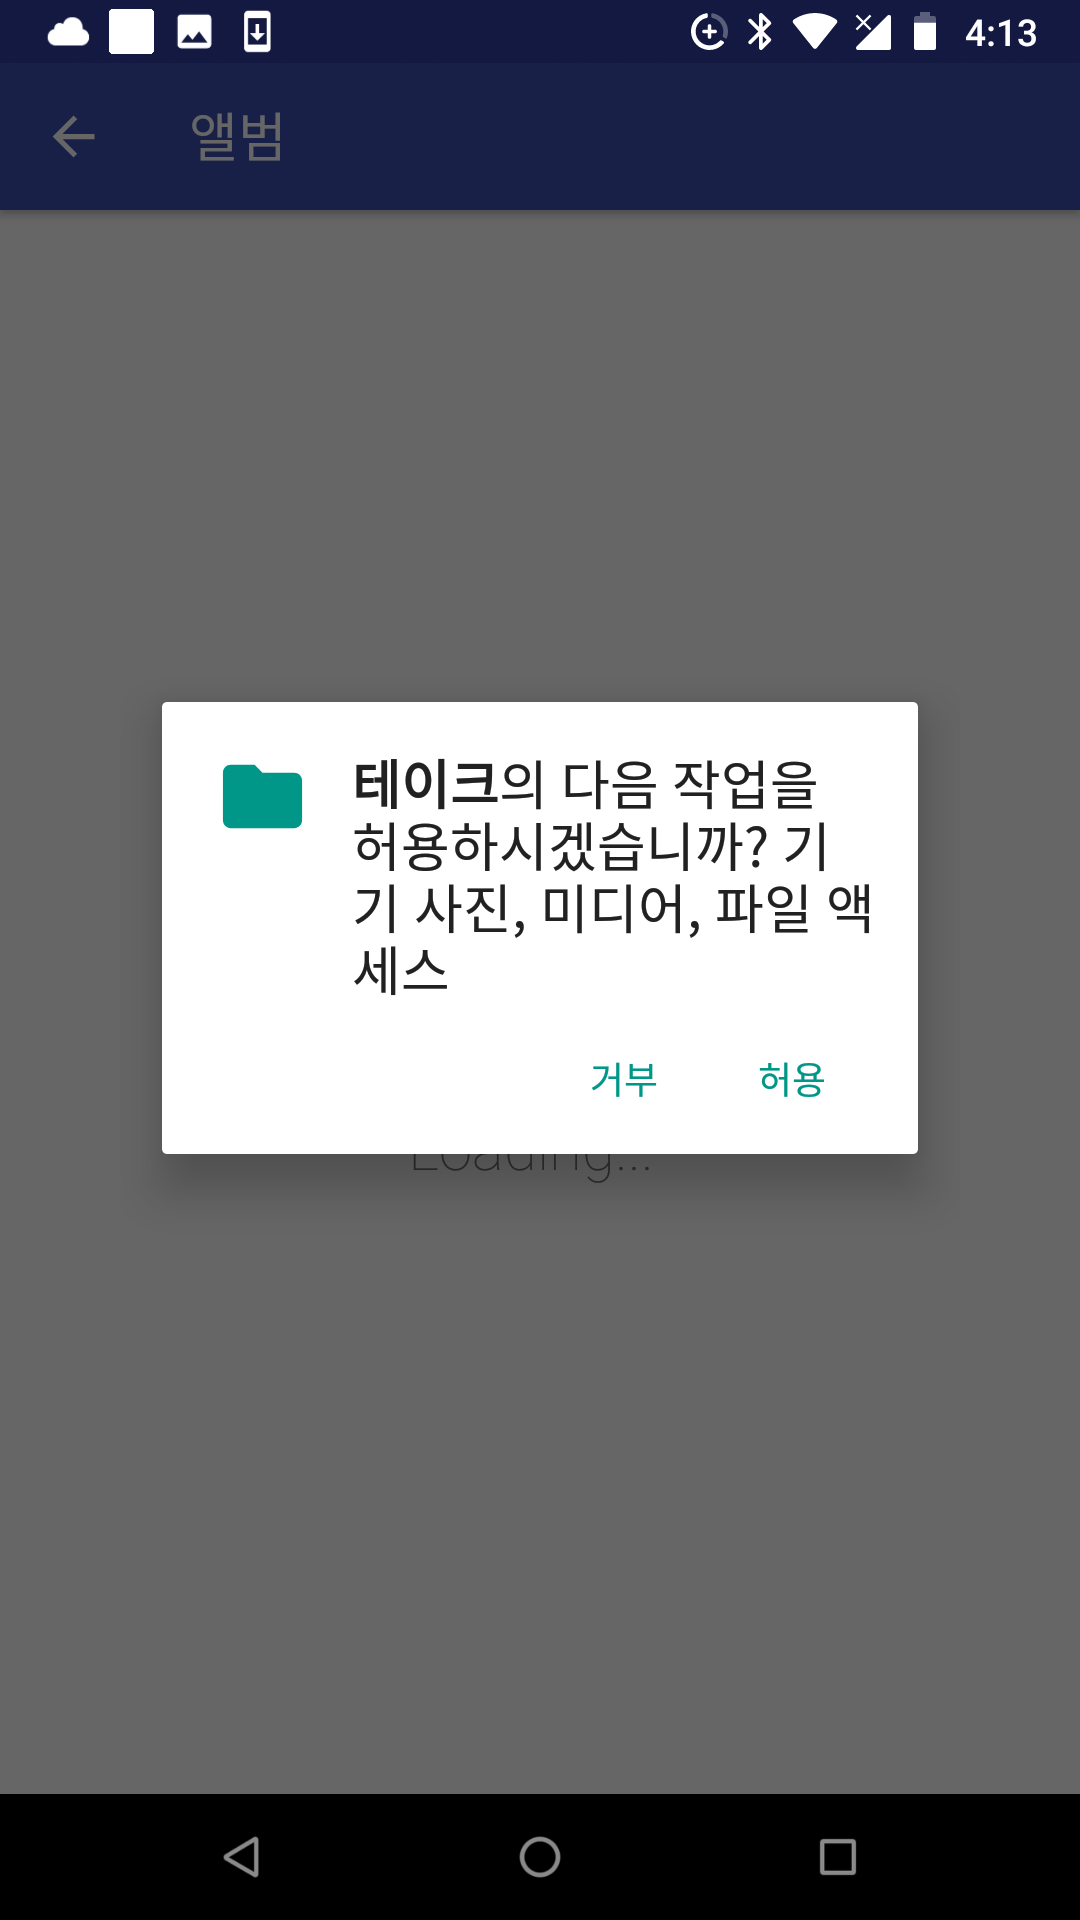 4:13
앨범
테이크의 다음 작업을
허용하시겠습니까? 기
기 사진, 미디어, 파일 액
세스
거부 허용
Loading...